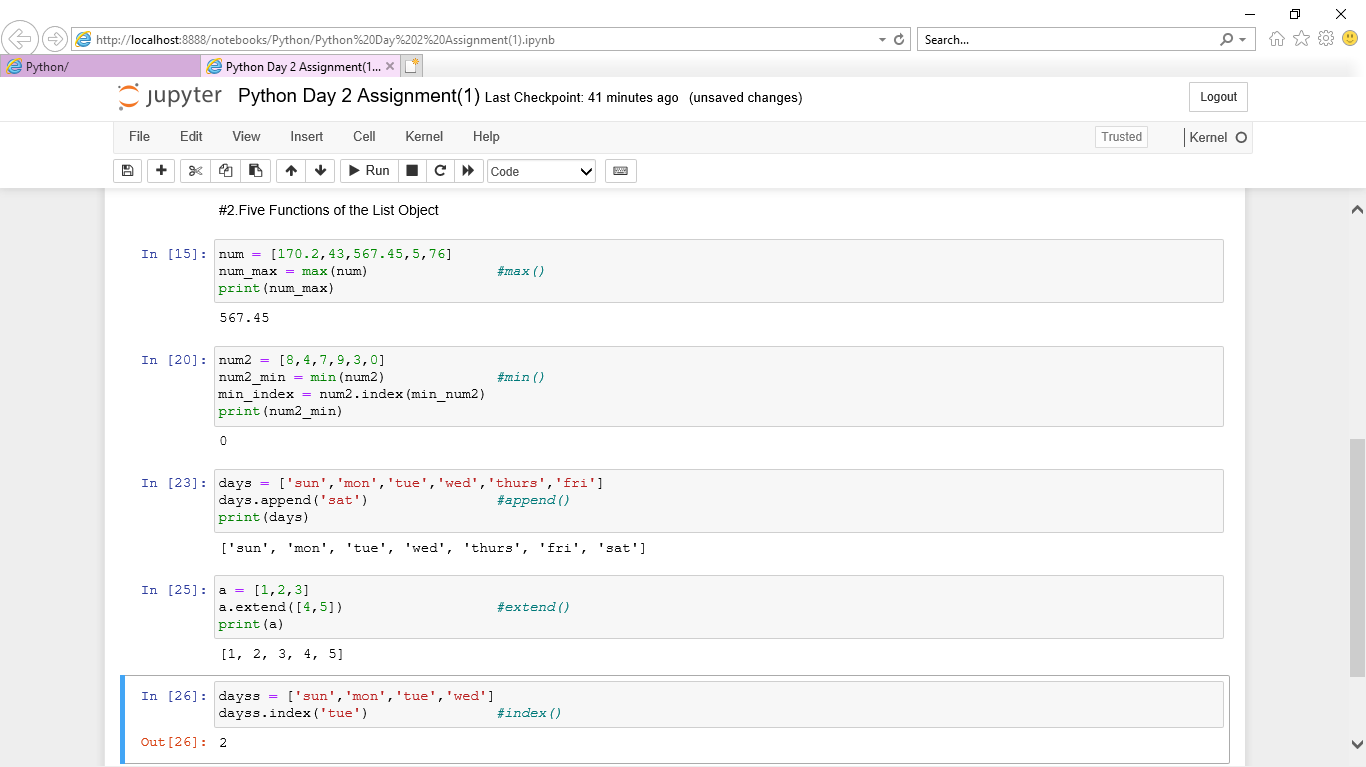 http://localhost:8888/notebooks/Python/Python%20Day%202%20Assignment(1).ipynb
Search...
Python/
Python Day 2 Assignment(1...
jupyter Python Day 2 Assignment(1) Last Checkpoint: 41 minutes ago (unsaved changes)
Logout
File Edit View Insert Cell Kernel Help
Trusted
Kernel
Run
Code
#2.Five Functions of the List Object
In [15]: num = [170.2,43,567.45,5,76]
num_max = max(num) #max()
print(num_max)
567.45
In [20]: num2 = [8,4,7,9,3,0]
num2_min = min(num2) #min()
min_index = num2.index(min_num2)
print(num2_min)
0
In [23]: days = ['sun','mon','tue','wed','thurs','fri']
days.append('sat') #append()
print(days)
['sun', 'mon', 'tue', 'wed', 'thurs', 'fri', 'sat']
In [25]: a = [1,2,3]
a.extend([4,5]) #extend()
print(a)
[1, 2, 3, 4, 5]
In [26]: dayss = ['sun','mon','tue','wed']
dayss.index('tue') #index()
Out[26]: 2